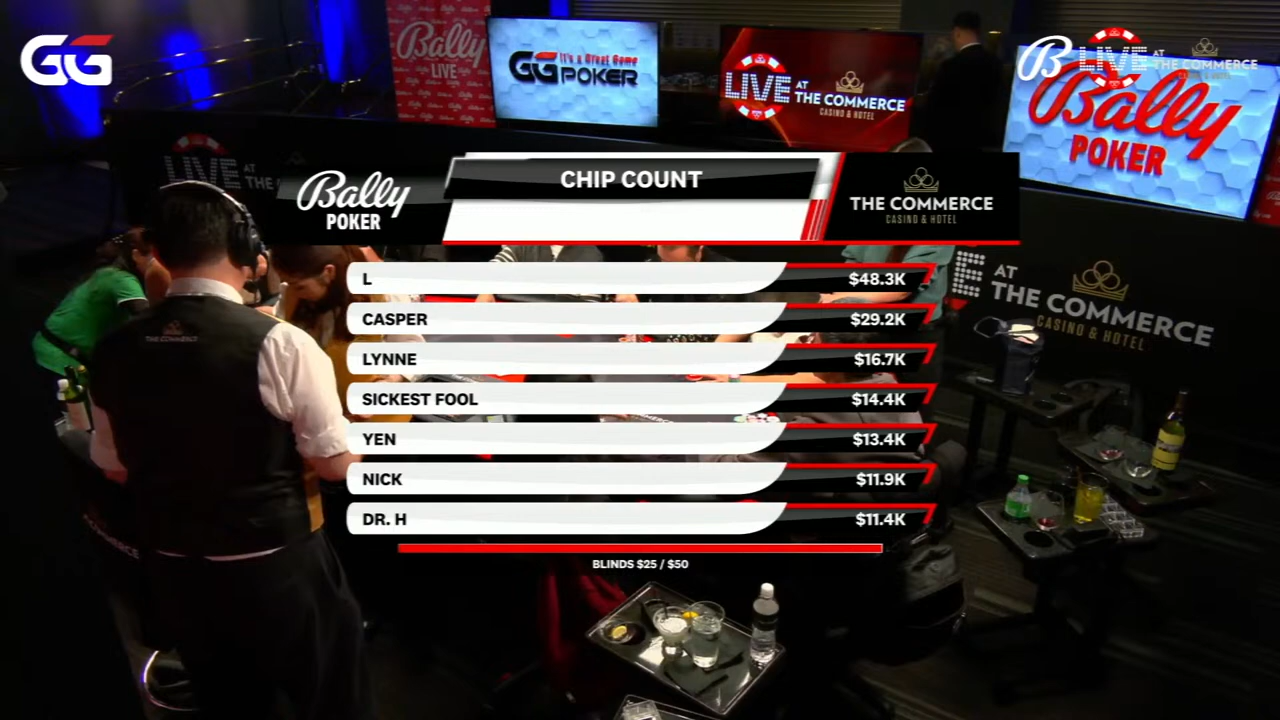 GG
Bally
LIVE
It's a Great Game
GGPOKER
LIVE AT
THE COMMERCE
CASINO & HOTEL
B LIVE AT
THE COMMERCE
CASINO & HOTEL
Bally
POKER
LIVE AT
THE
Bally
POKER
CHIP COUNT
THE COMMERCE
CASINO & HOTEL
L $48.3K
CASPER $29.2K
LYNNE $16.7K
SICKEST FOOL $14.4K
YEN $13.4K
NICK $11.9K
DR. H $11.4K
BLINDS $25 / $50
E AT
THE COMMERCE
CASINO & HOTEL
THE COMMERCE